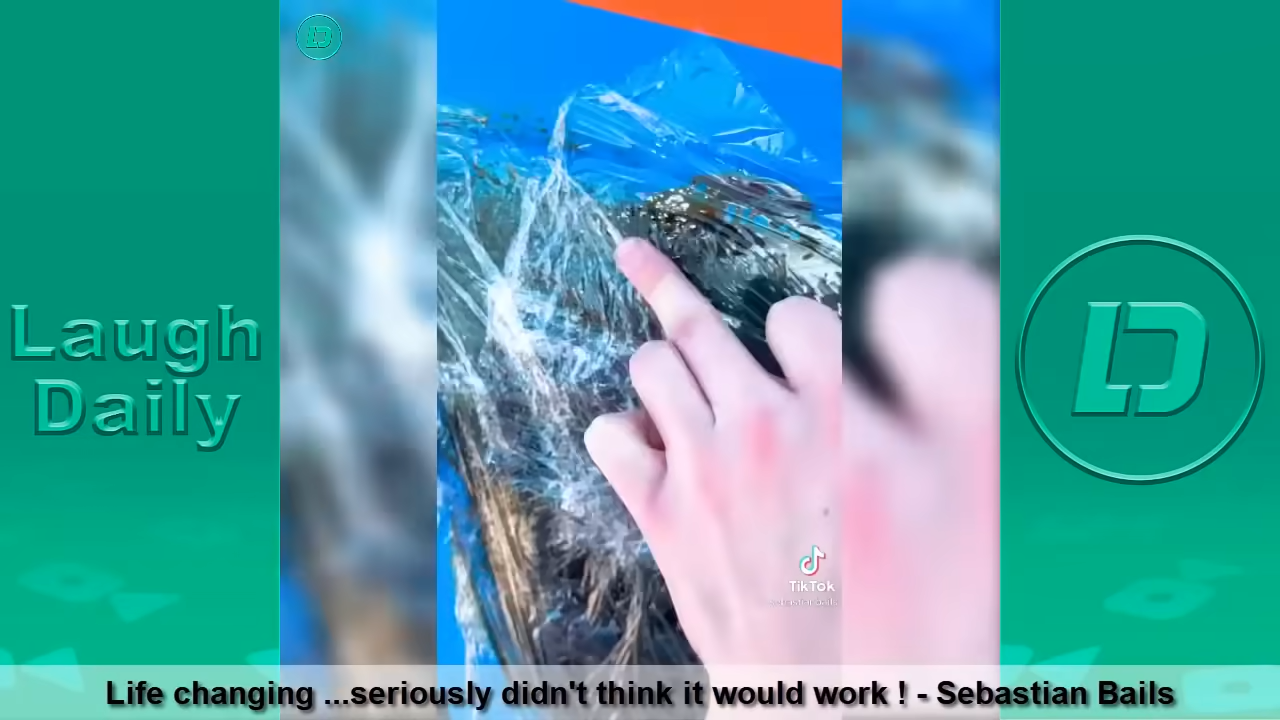 Laugh
Daily
LD
LD
TikTok
Life changing ...seriously didn't think it would work ! - Sebastian Bails